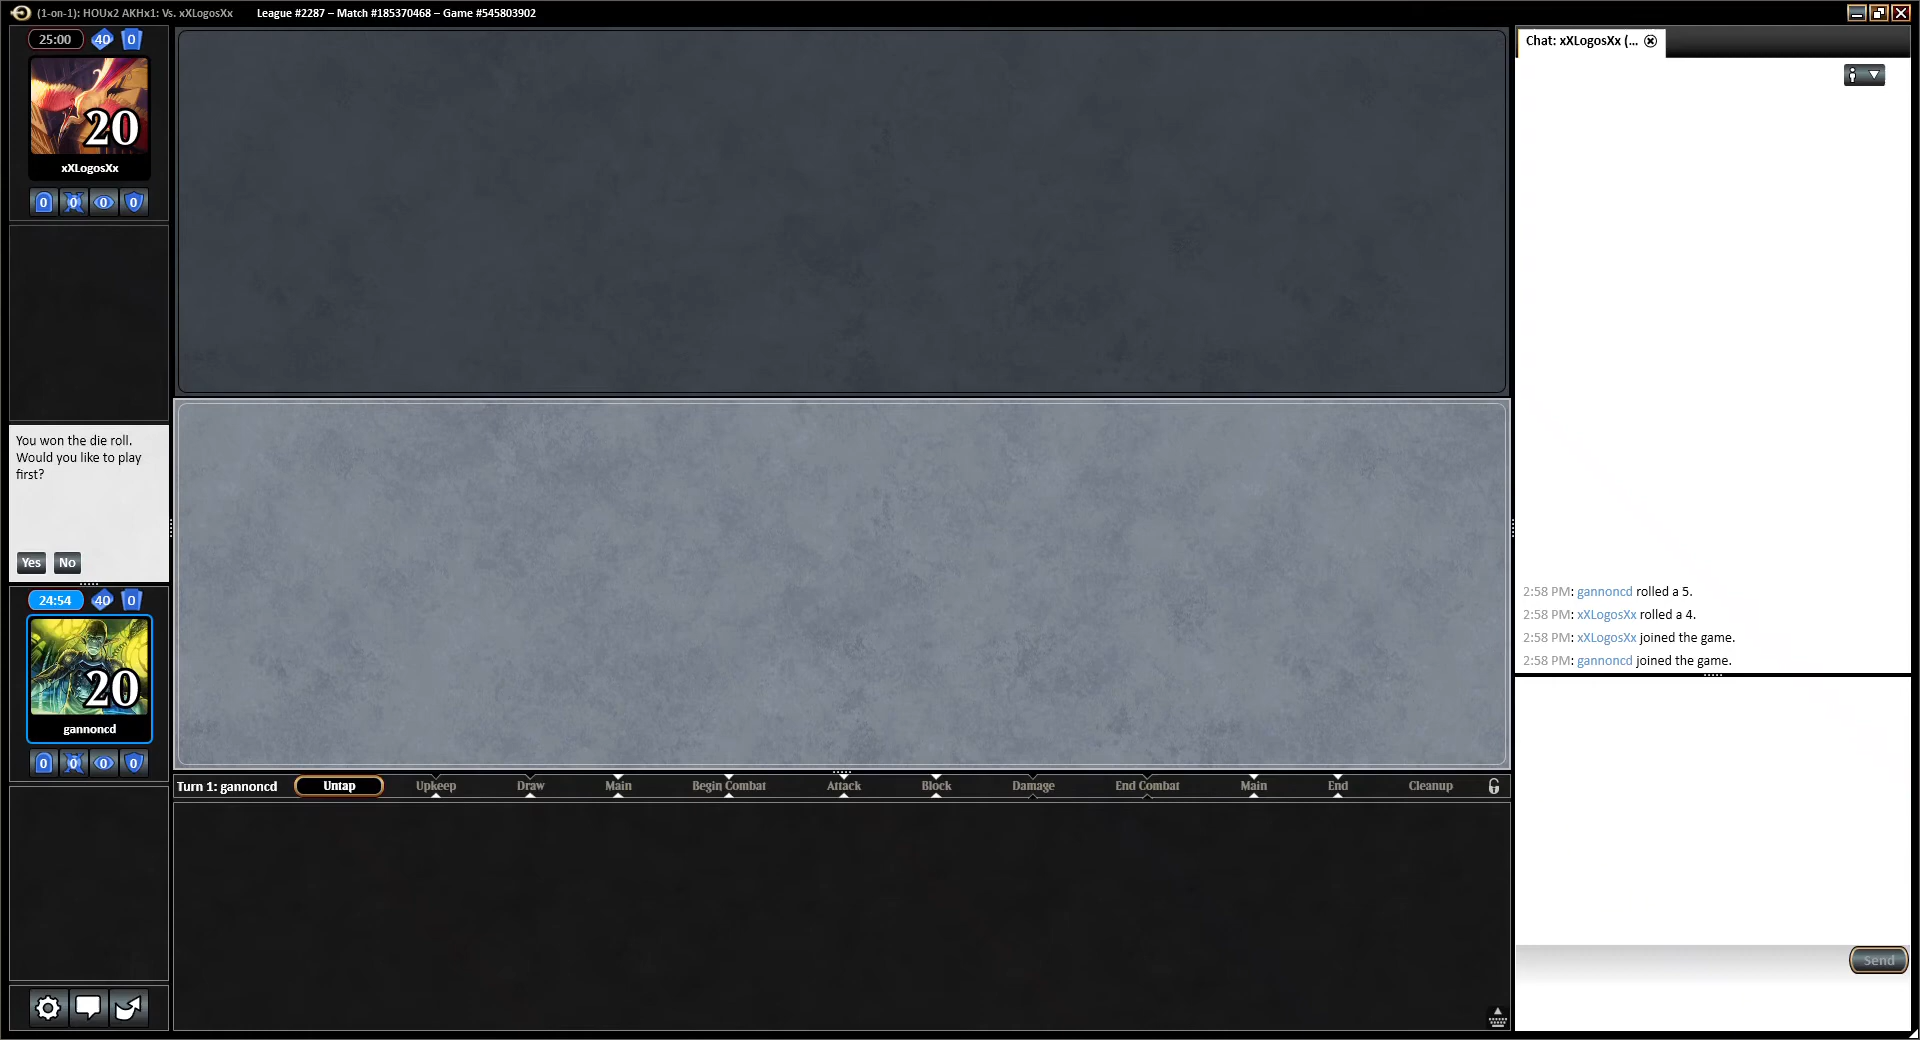 (1-on-1): HOUx2 AKHx1: Vs. xXLogosXx League #2287 – Match #185370468 – Game #545803902
25:00 40 0
20
xXLogosXx
0 0 0 0
You won the die roll.
Would you like to play
first?
Yes No
24:54 40 0
20
gannoncd
0 0 0 0
Turn 1: gannoncd Untap Upkeep Draw Main Begin Combat Attack Block Damage End Combat Main End Cleanup
Chat: xXLogosXx (...
2:58 PM: gannoncd rolled a 5.
2:58 PM: xXLogosXx rolled a 4.
2:58 PM: xXLogosXx joined the game.
2:58 PM: gannoncd joined the game.
Send